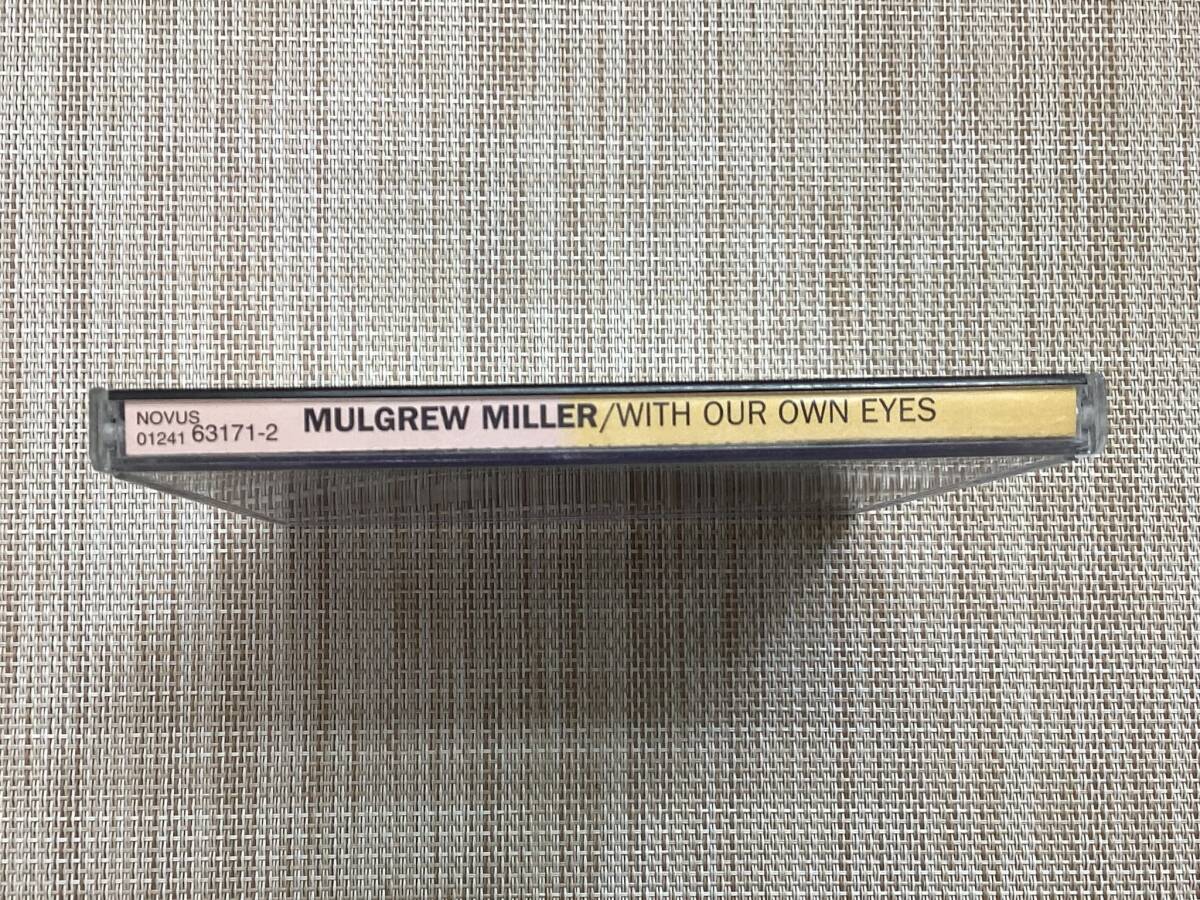 NOVUS
01241 63171-2
MULGREW MILLER/WITH OUR OWN EYES